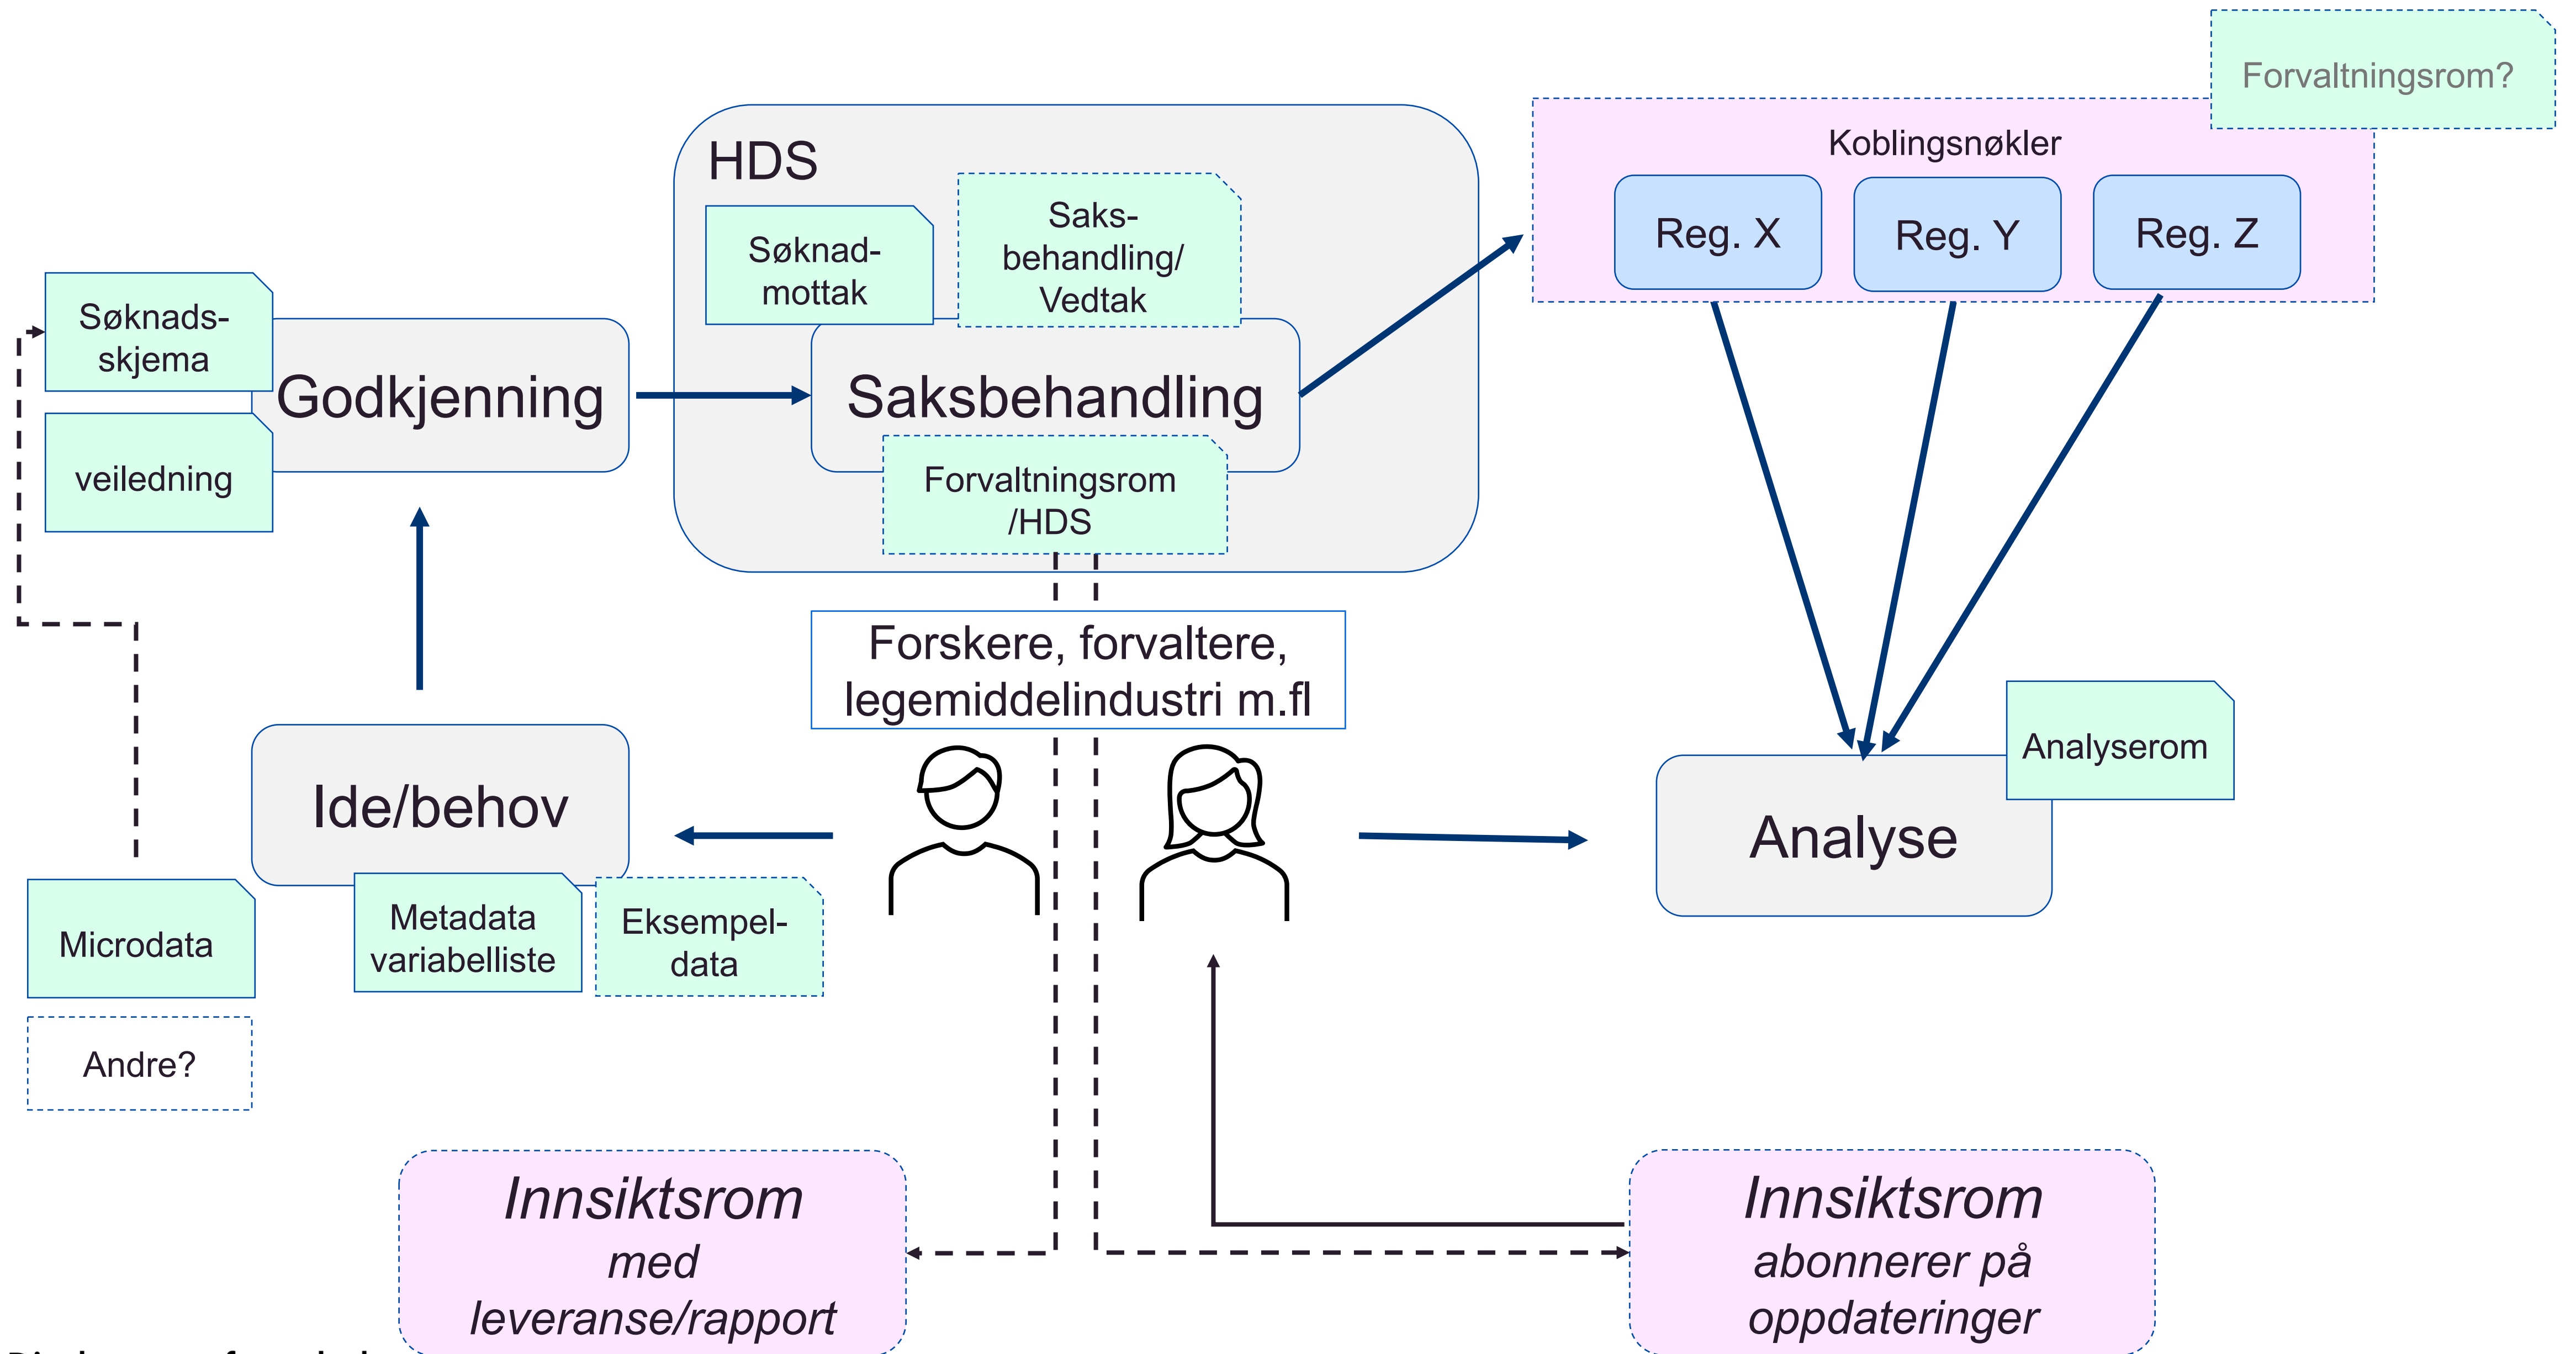 Forvaltningsrom?
Koblingsnøkler
Reg. X
Reg. Y
Reg. Z
HDS
Søknad-
mottak
Saks-
behandling/
Vedtak
Saksbehandling
Forvaltningsrom
/HDS
Søknads-
skjema
Godkjenning
veiledning
Forskere, forvaltere,
legemiddelindustri m.fl
Ide/behov
Microdata
Metadata
variabelliste
Eksempel-
data
Andre?
Analyserom
Analyse
Innsiktsrom
med
leveranse/rapport
Innsiktsrom
abonnerer på
oppdateringer